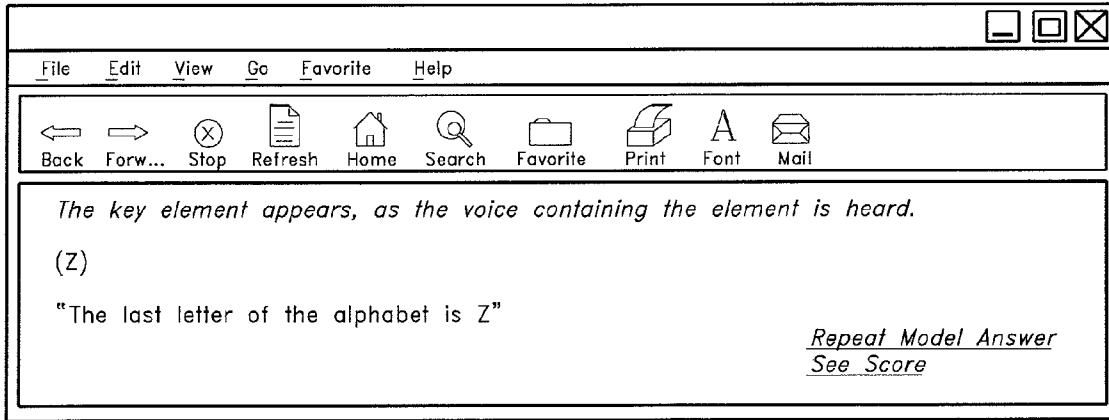 File Edit View Go Favorite Help
Back Forw... Stop Refresh Home Search Favorite Print Font Mail
The key element appears, as the voice containing the element is heard.
(Z)
"The last letter of the alphabet is Z"
Repeat Model Answer
See Score